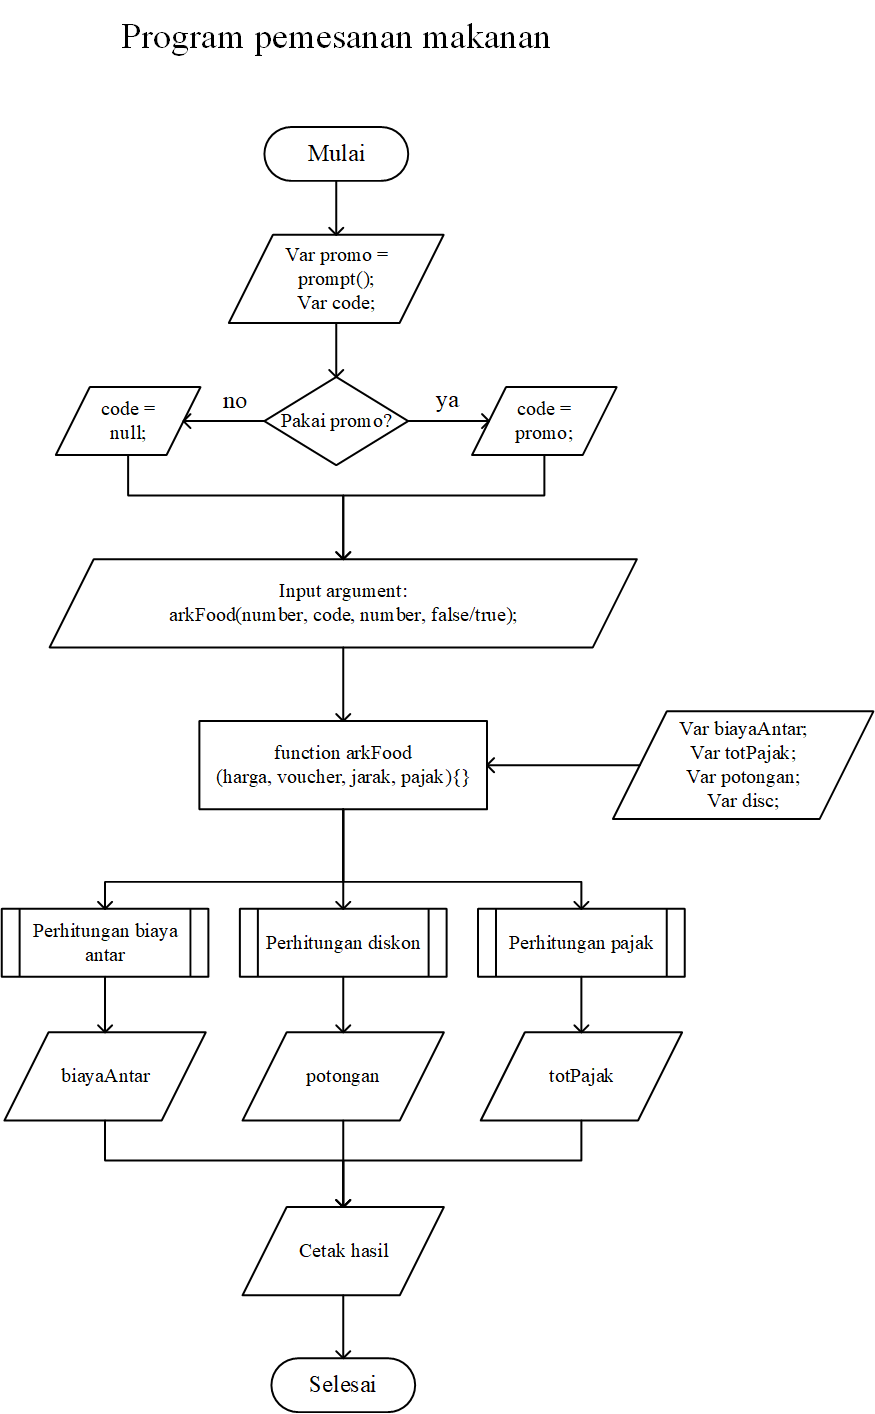 Program pemesanan makanan
Mulai
Var promo =
prompt();
Var code;
Pakai promo?
no
ya
code =
null;
code =
promo;
Input argument:
arkFood(number, code, number, false/true);
function arkFood
(harga, voucher, jarak, pajak){}
Var biayaAntar;
Var totPajak;
Var potongan;
Var disc;
Perhitungan biaya
antar
Perhitungan diskon
Perhitungan pajak
biayaAntar
potongan
totPajak
Cetak hasil
Selesai